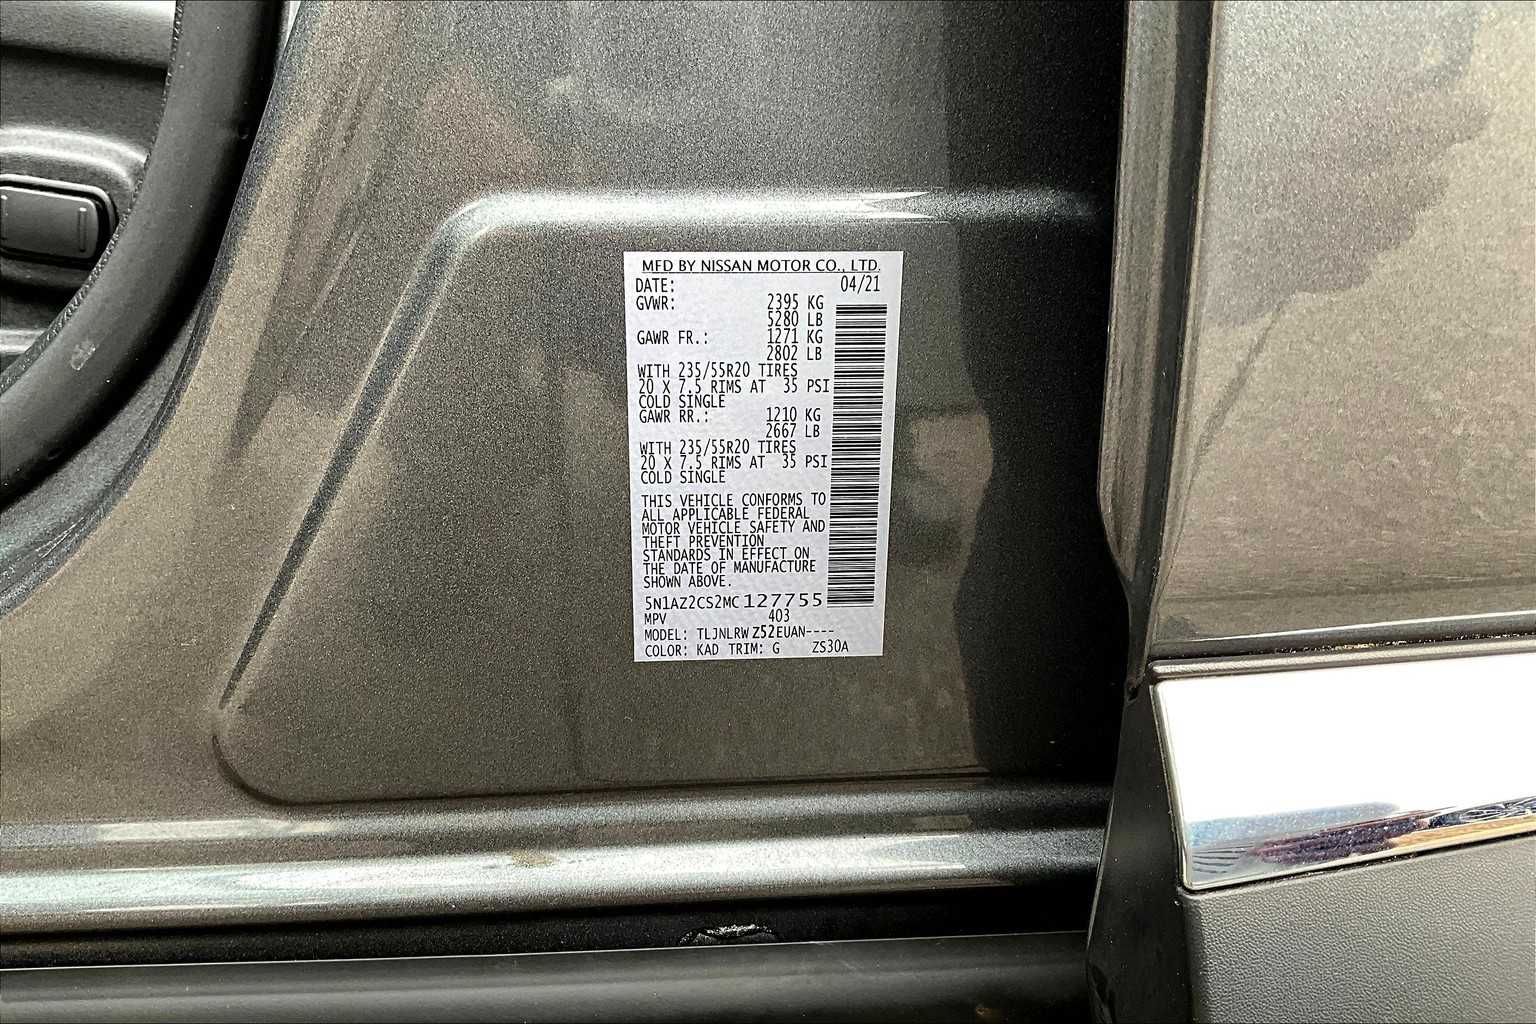 MFD BY NISSAN MOTOR CO., LTD.
DATE: 04/21
GVWR: 2395 KG
5280 LB
GAWR FR.: 1271 KG
2802 LB
WITH 235/55R20 TIRES
20 X 7.5 RIMS AT 35 PSI
COLD SINGLE
GAWR RR.: 1210 KG
2667 LB
WITH 235/55R20 TIRES
20 X 7.5 RIMS AT 35 PSI
COLD SINGLE
THIS VEHICLE CONFORMS TO
ALL APPLICABLE FEDERAL
MOTOR VEHICLE SAFETY AND
THEFT PREVENTION
STANDARDS IN EFFECT ON
THE DATE OF MANUFACTURE
SHOWN ABOVE.
5N1AZ2CS2MC127755
MPV 403
MODEL: TLJNLRWZ52EUAN----
COLOR: KAD TRIM: G ZS30A